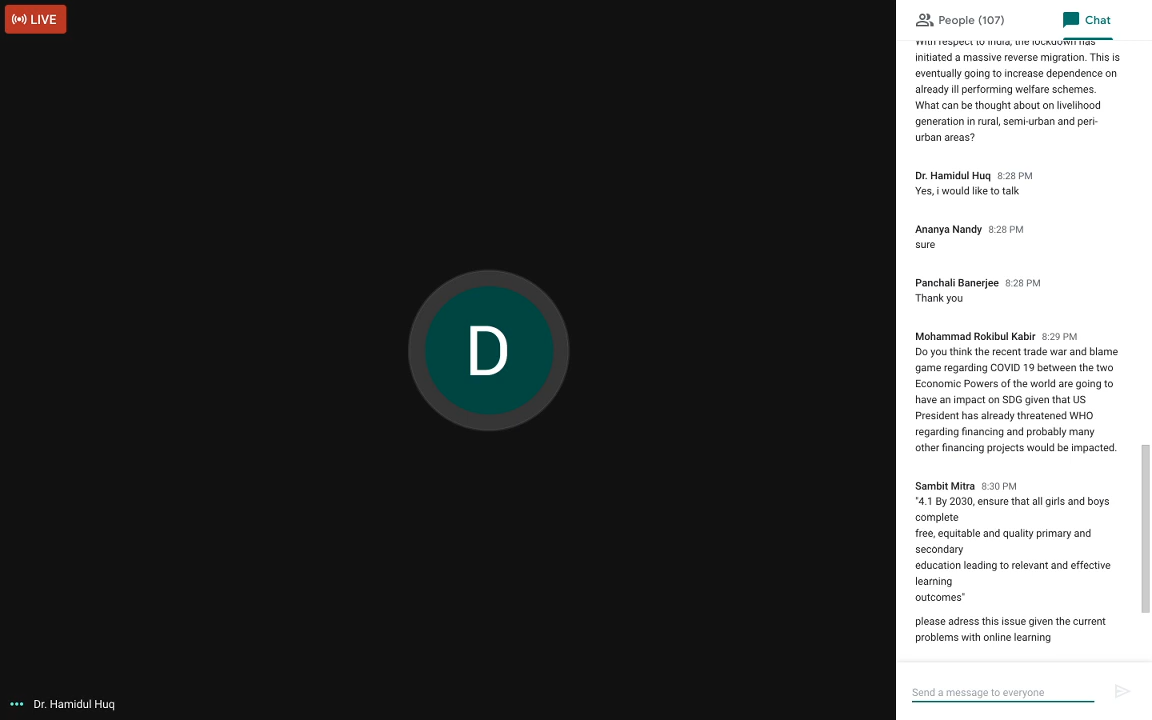 LIVE
People (107)
Chat
With respect to India, the lockdown has
initiated a massive reverse migration. This is
eventually going to increase dependence on
already ill performing welfare schemes.
What can be thought about on livelihood
generation in rural, semi-urban and peri-
urban areas?
Dr. Hamidul Huq 8:28 PM
Yes, i would like to talk
Ananya Nandy 8:28 PM
sure
Panchali Banerjee 8:28 PM
Thank you
Mohammad Rokibul Kabir 8:29 PM
Do you think the recent trade war and blame
game regarding COVID 19 between the two
Economic Powers of the world are going to
have an impact on SDG given that US
President has already threatened WHO
regarding financing and probably many
other financing projects would be impacted.
Sambit Mitra 8:30 PM
"4.1 By 2030, ensure that all girls and boys
complete
free, equitable and quality primary and
secondary
education leading to relevant and effective
learning
outcomes"
please adress this issue given the current
problems with online learning
Send a message to everyone
D
Dr. Hamidul Huq